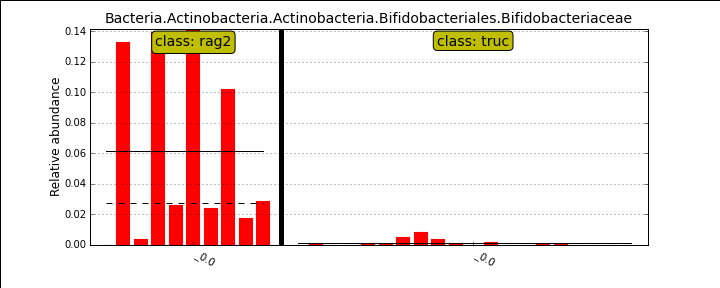 Bacteria.Actinobacteria.Actinobacteria.Bifidobacteriales.Bifidobacteriaceae
class: rag2
class: truc
Relative abundance
0.14
0.12
0.10
0.08
0.06
0.04
0.02
0.00
-0.0
-0.0